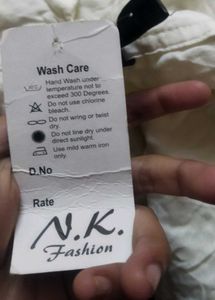 Wash Care
Hand Wash under
temperature not to
exceed 300 Degrees.
Do not use chlorine
bleach.
Do not wring or twist
dry.
Do not line dry under
direct sunlight.
Use mild warm iron
only.
D.No
Rate
N.K.
Fashion